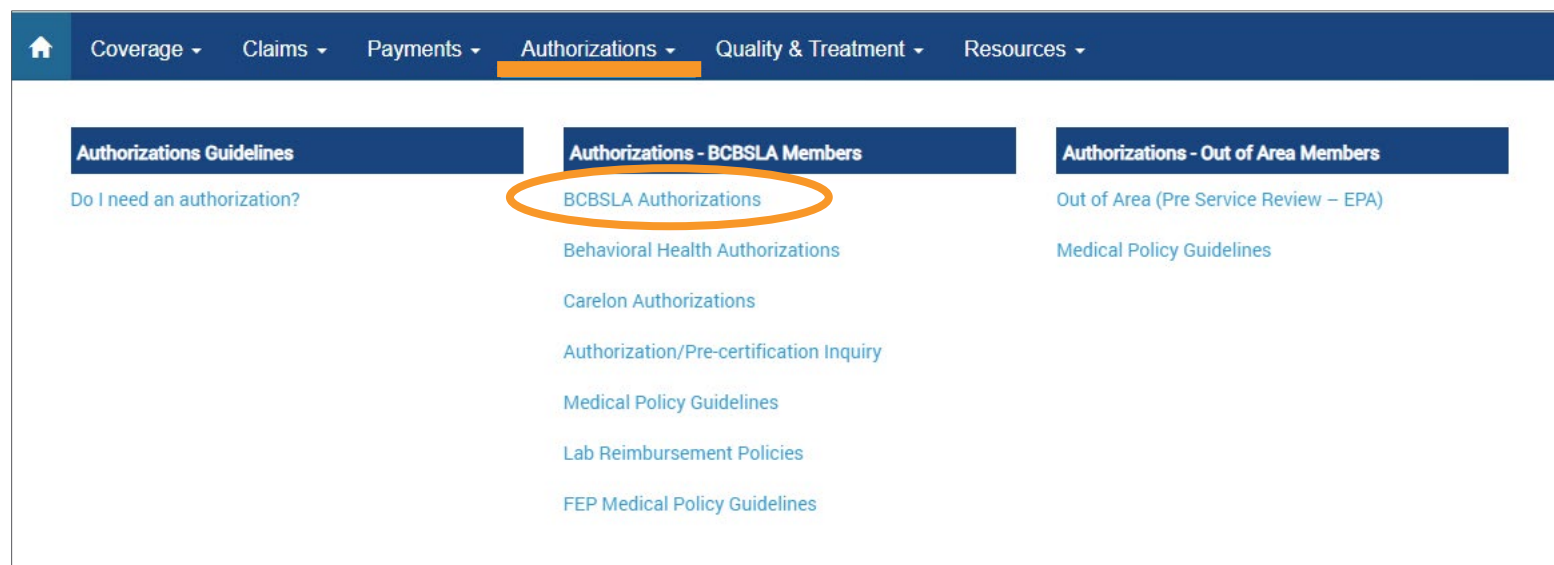 Coverage Claims Payments Authorizations Quality & Treatment Resources
Authorizations Guidelines
Do I need an authorization?
Authorizations - BCBSLA Members
BCBSLA Authorizations
Behavioral Health Authorizations
Carelon Authorizations
Authorization/Pre-certification Inquiry
Medical Policy Guidelines
Lab Reimbursement Policies
FEP Medical Policy Guidelines
Authorizations - Out of Area Members
Out of Area (Pre Service Review – EPA)
Medical Policy Guidelines